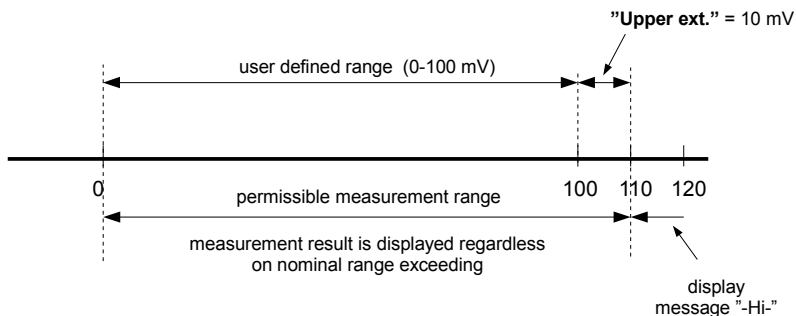 ”Upper ext.” = 10 mV
user defined range (0-100 mV)
0
100
110
120
permissible measurement range
measurement result is displayed regardless
on nominal range exceeding
display
message ”-Hi-”